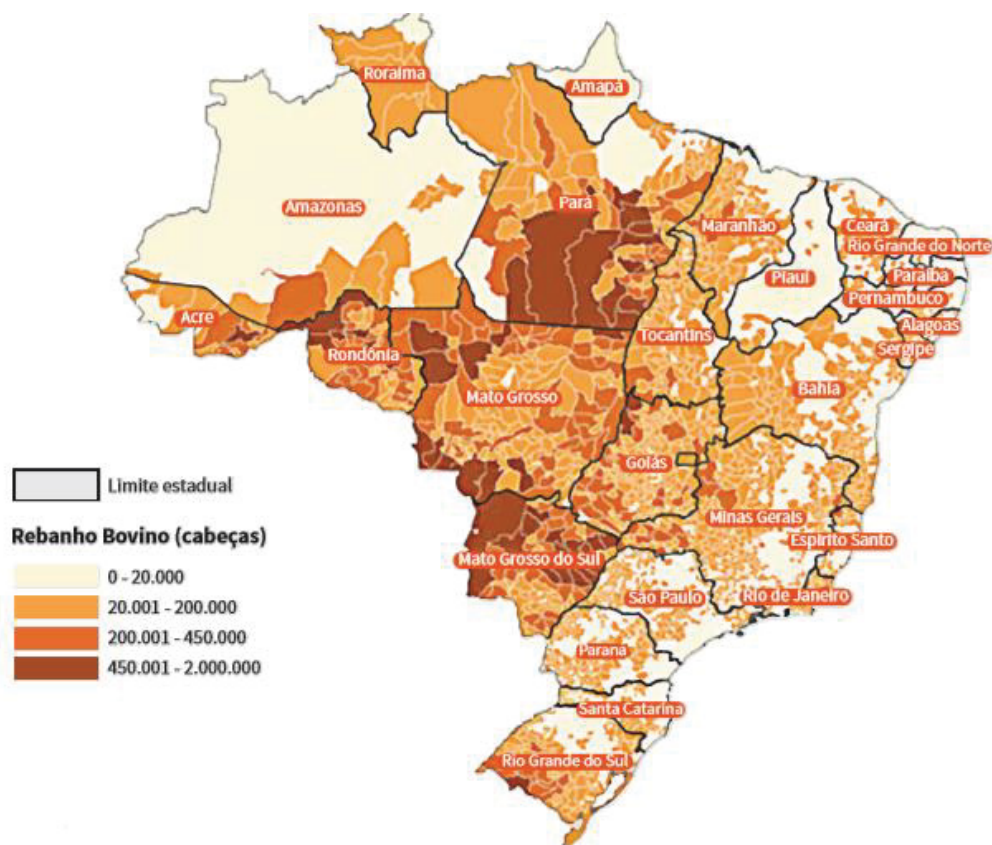 Roraima
Amapá
Amazonas
Pará
Maranhão
Ceará
Rio Grande do Norte
Piauí
Paraíba
Pernambuco
Acre
Rondônia
Tocantins
Alagoas
Sergipe
Bahia
Mato Grosso
Goiás
Limite estadual
Minas Gerais
Rebanho Bovino (cabeças)
Espírito Santo
Mato Grosso do Sul
0 - 20.000
20.001 - 200.000
São Paulo
Rio de Janeiro
200.001 - 450.000
Parana
450.001 - 2.000.000
Santa Catarina
Rio Grande do Sul